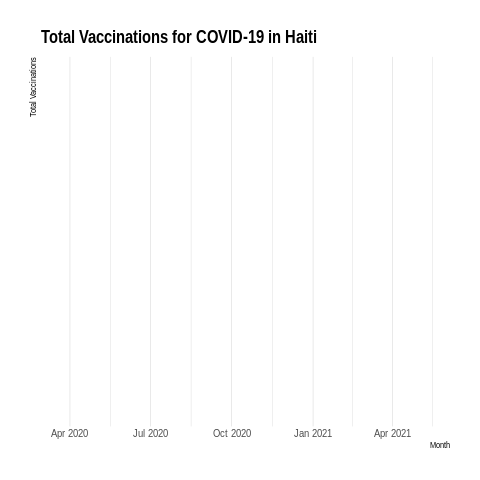 Total Vaccinations for COVID-19 in Haiti
Total Vaccinations
Apr 2020
Jul 2020
Oct 2020
Jan 2021
Apr 2021
Month